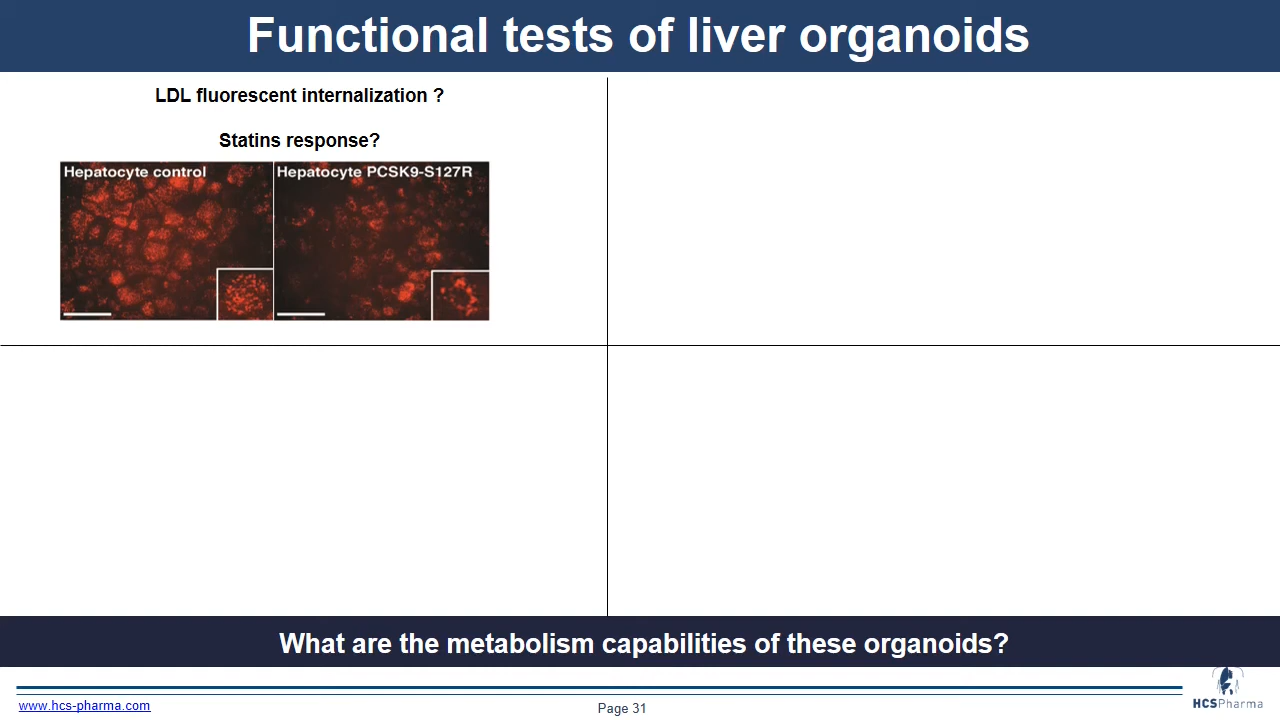 Functional tests of liver organoids
LDL fluorescent internalization ?
Statins response?
Hepatocyte control
Hepatocyte PCSK9-S127R
What are the metabolism capabilities of these organoids?
www.hcs-pharma.com
Page 31
HCSPharma